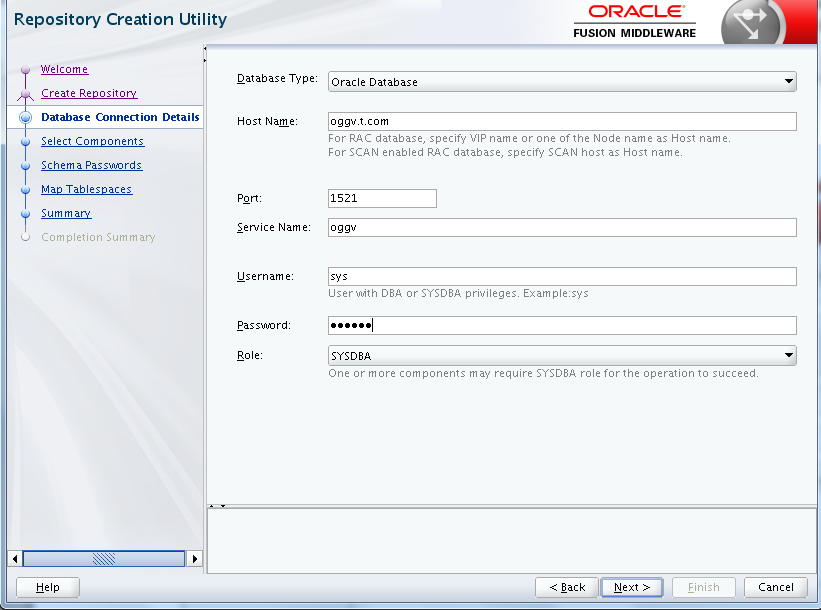 Repository Creation Utility
ORACLE
FUSION MIDDLEWARE
Welcome
Create Repository
Database Connection Details
Select Components
Schema Passwords
Map Tablespaces
Summary
Completion Summary
Database Type: Oracle Database
Host Name: oggv.t.com
For RAC database, specify VIP name or one of the Node name as Host name.
For SCAN enabled RAC database, specify SCAN host as Host name.
Port: 1521
Service Name: oggv
Username: sys
User with DBA or SYSDBA privileges. Example:sys
Password: ●●●●●●
Role: SYSDBA
One or more components may require SYSDBA role for the operation to succeed.
Help < Back Next > Finish Cancel